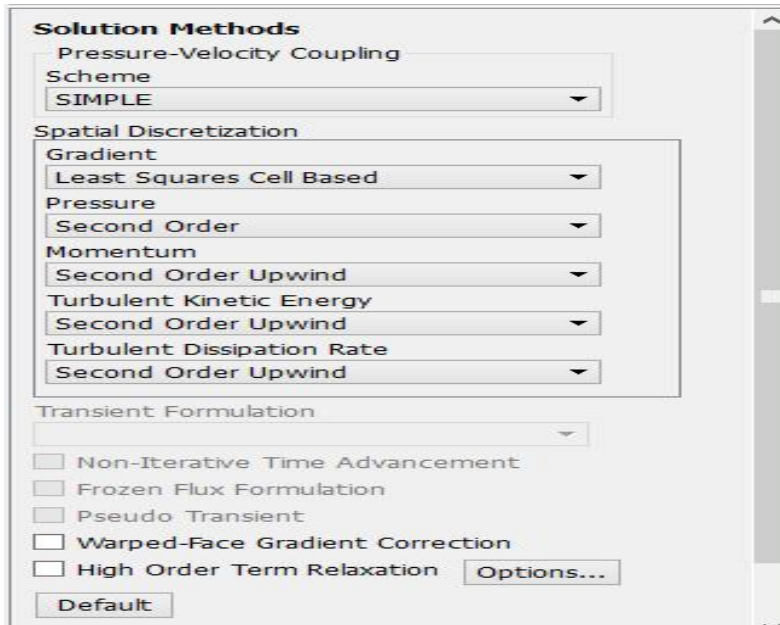 Solution Methods
Pressure-Velocity Coupling
Scheme
SIMPLE
Spatial Discretization
Gradient
Least Squares Cell Based
Pressure
Second Order
Momentum
Second Order Upwind
Turbulent Kinetic Energy
Second Order Upwind
Turbulent Dissipation Rate
Second Order Upwind
Transient Formulation
Non-Iterative Time Advancement
Frozen Flux Formulation
Pseudo Transient
Warped-Face Gradient Correction
High Order Term Relaxation Options...
Default